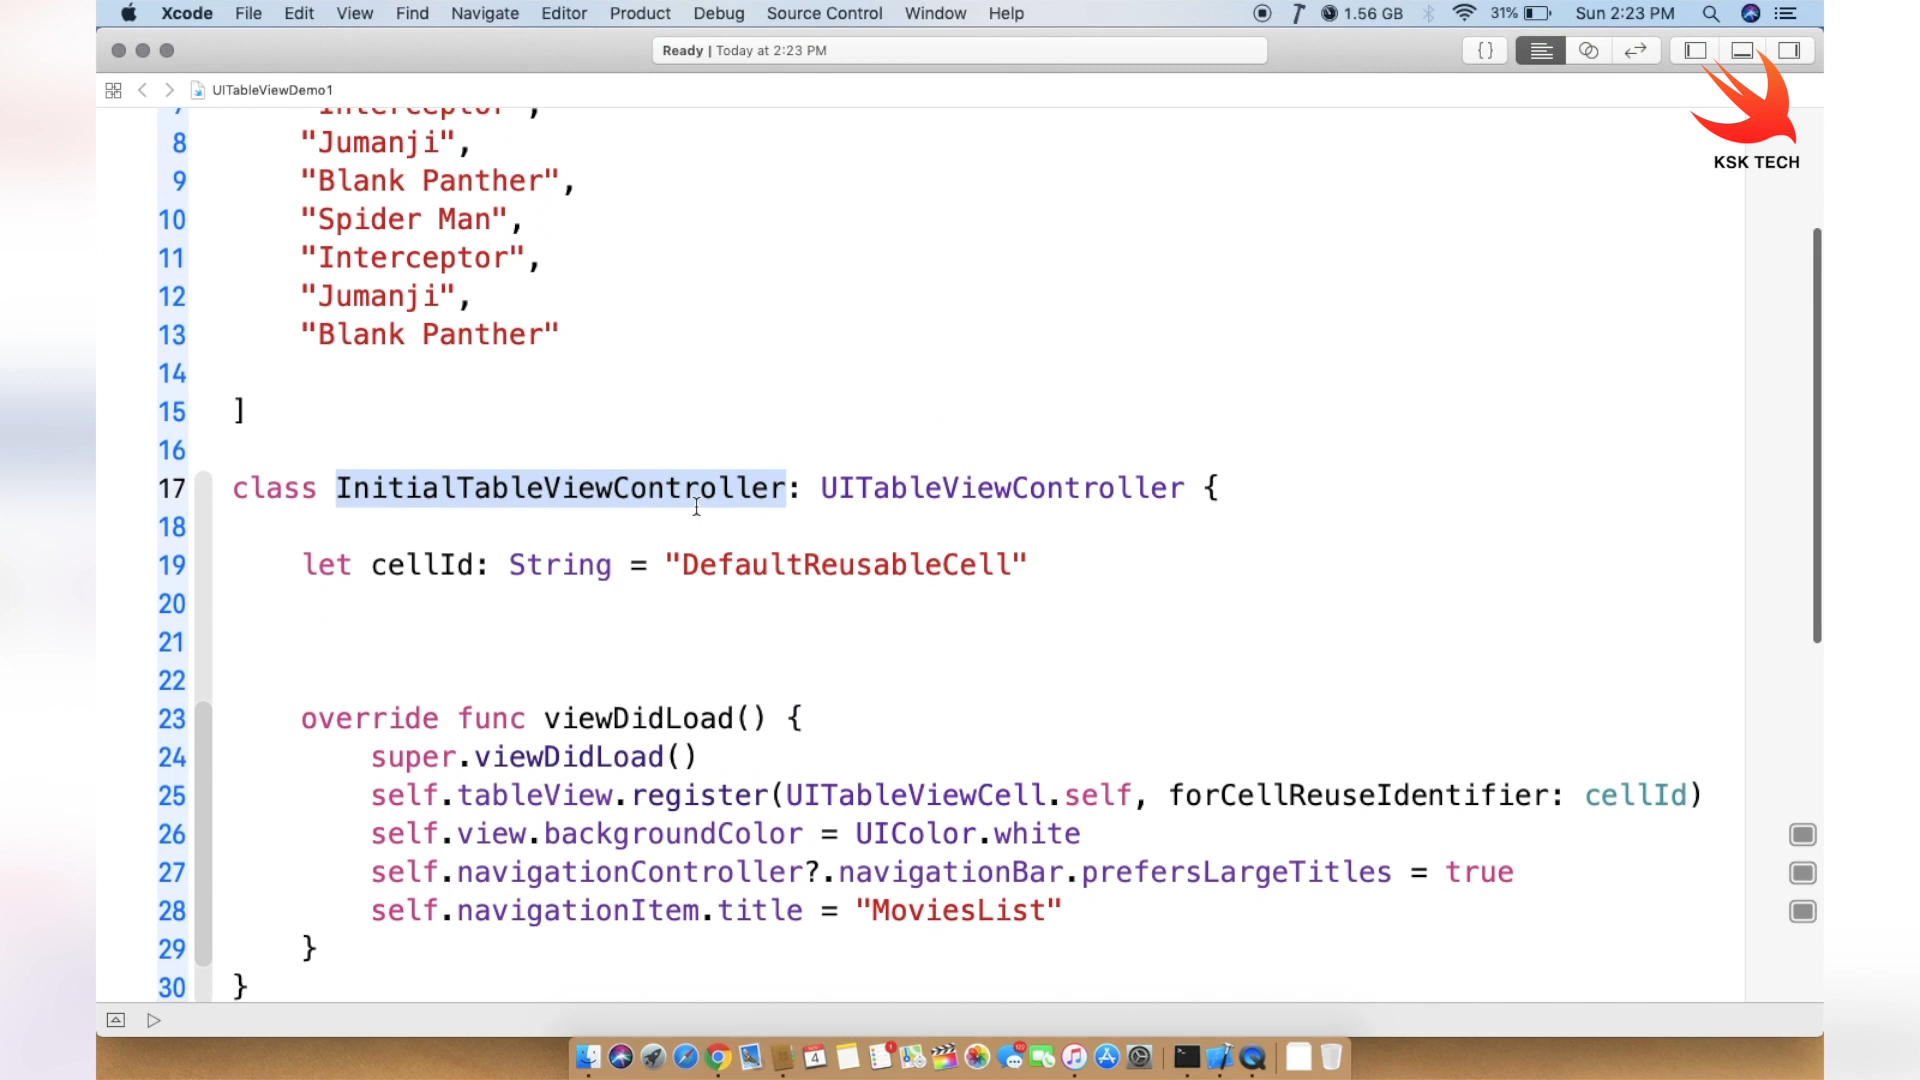 Xcode File Edit View Find Navigate Editor Product Debug Source Control Window Help 1.56 GB 31% Sun 2:23 PM
Ready | Today at 2:23 PM { }
UITableViewDemo1
7 "Interceptor",
8 "Jumanji",
KSK TECH
9 "Blank Panther",
10 "Spider Man",
11 "Interceptor",
12 "Jumanji",
13 "Blank Panther"
14
15 ]
16
17 class InitialTableViewController: UITableViewController {
18
19 let cellId: String = "DefaultReusableCell"
20
21
22
23 override func viewDidLoad() {
24 super.viewDidLoad()
25 self.tableView.register(UITableViewCell.self, forCellReuseIdentifier: cellId)
26 self.view.backgroundColor = UIColor.white
27 self.navigationController?.navigationBar.prefersLargeTitles = true
28 self.navigationItem.title = "MoviesList"
29 }
30 }
4